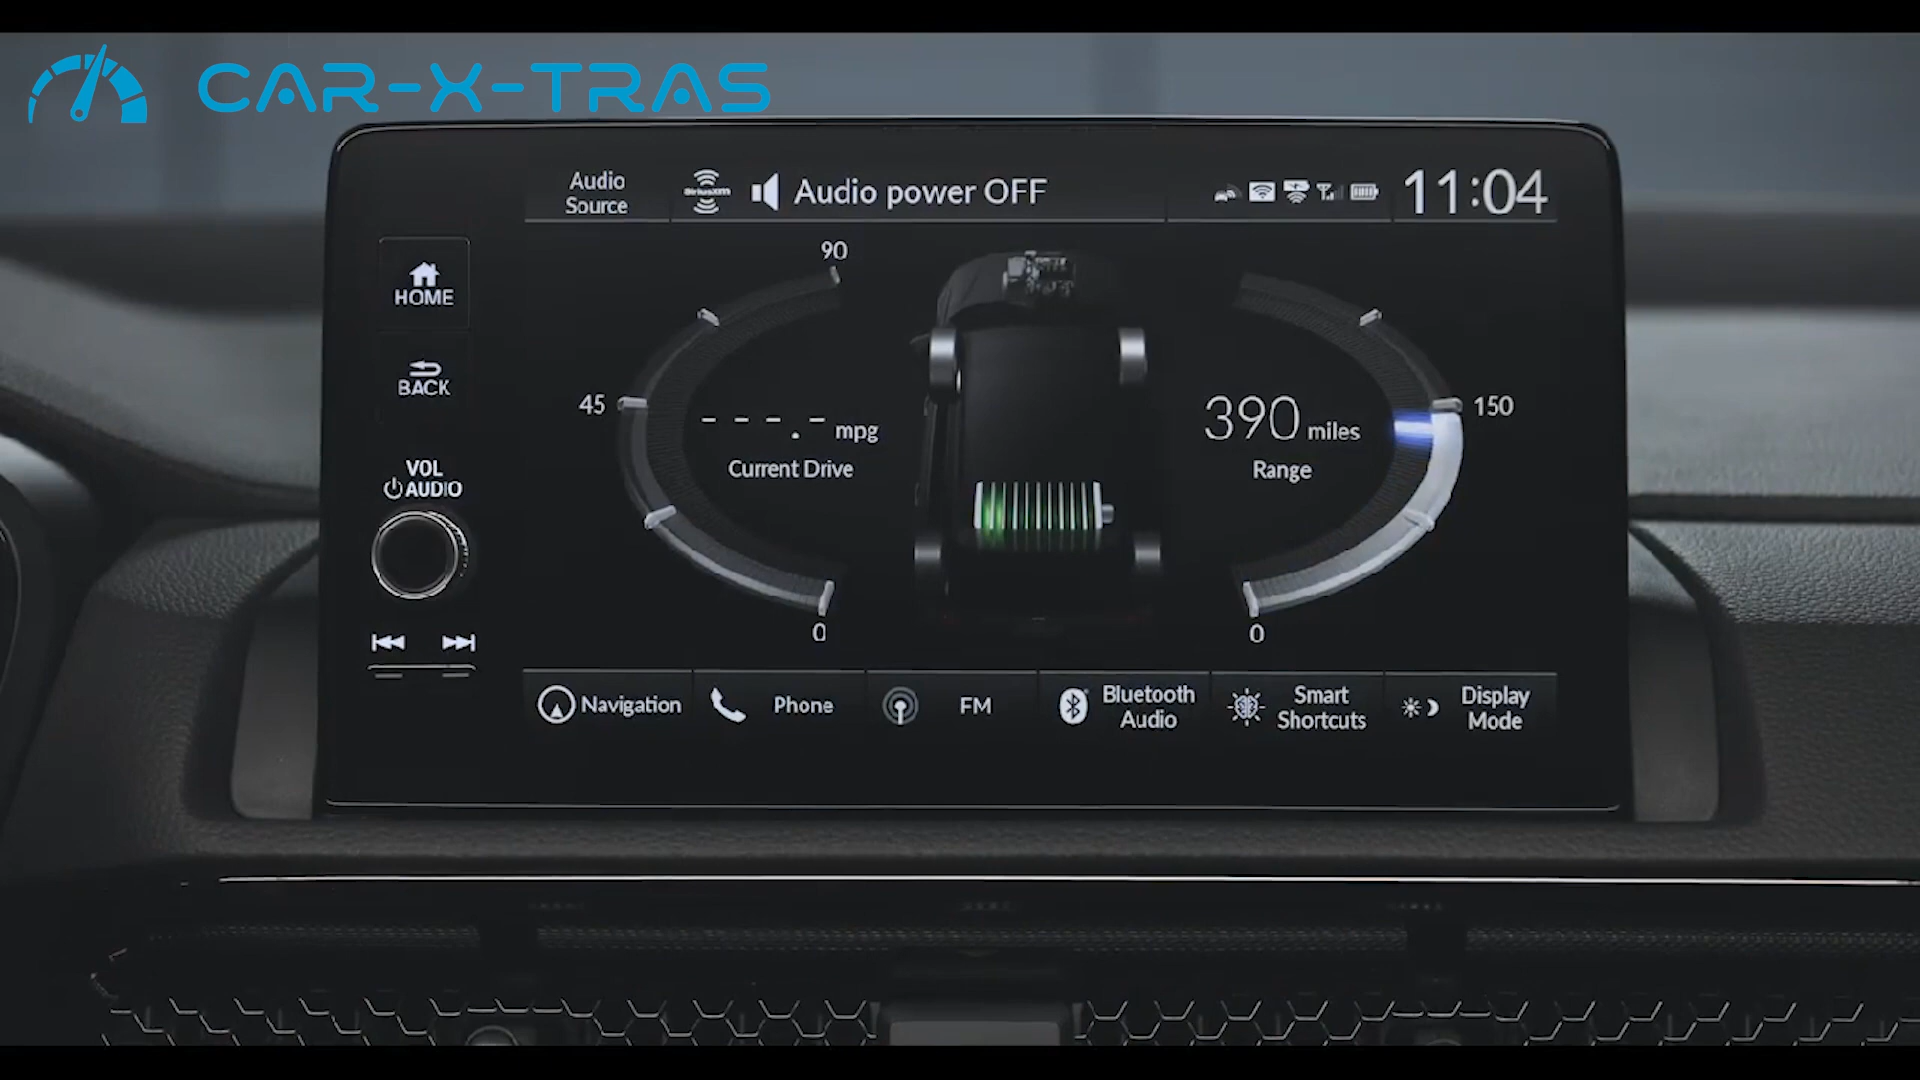 CAR-X-TRAS
Audio
Source
SiriusXM
Audio power OFF
11:04
HOME
BACK
VOL
AUDIO
90
45
0
--.-- mpg
Current Drive
390 miles
Range
150
0
Navigation
Phone
FM
Bluetooth
Audio
Smart
Shortcuts
Display
Mode